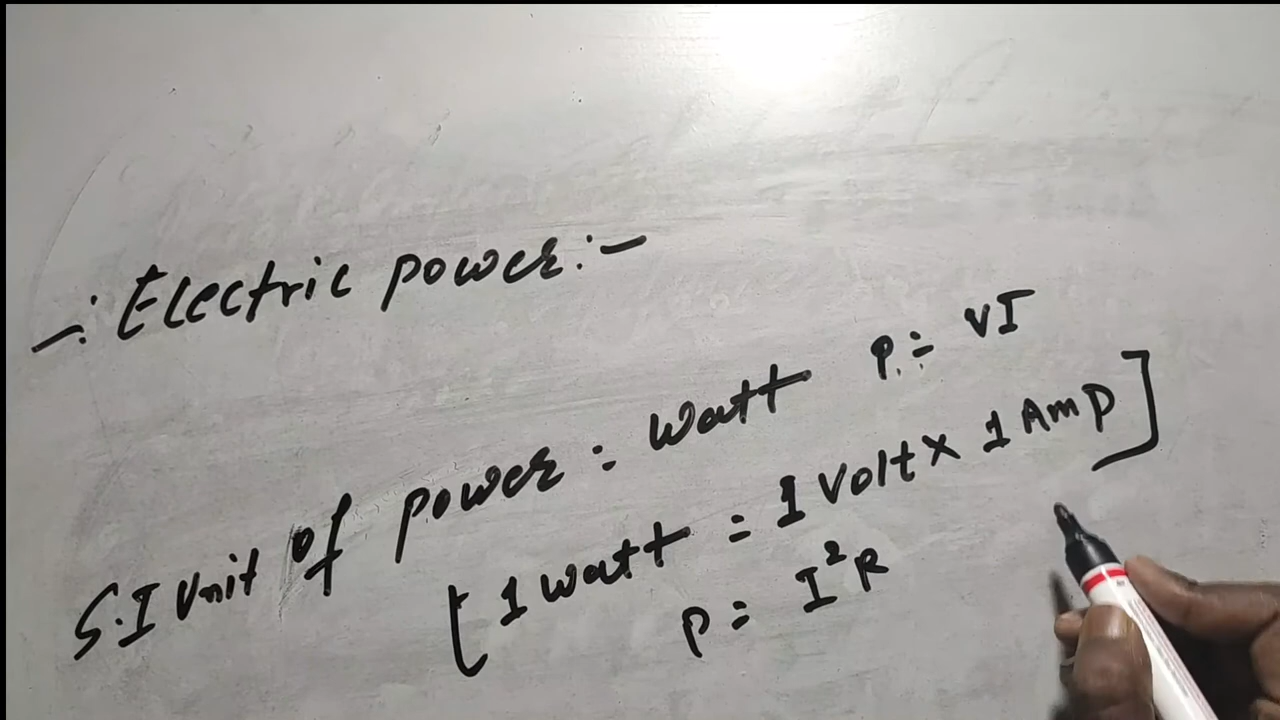 -: Electric power:-
S.I unit of power = watt P = VI
[1 watt = 1 volt x 1 Amp]
P = I²R